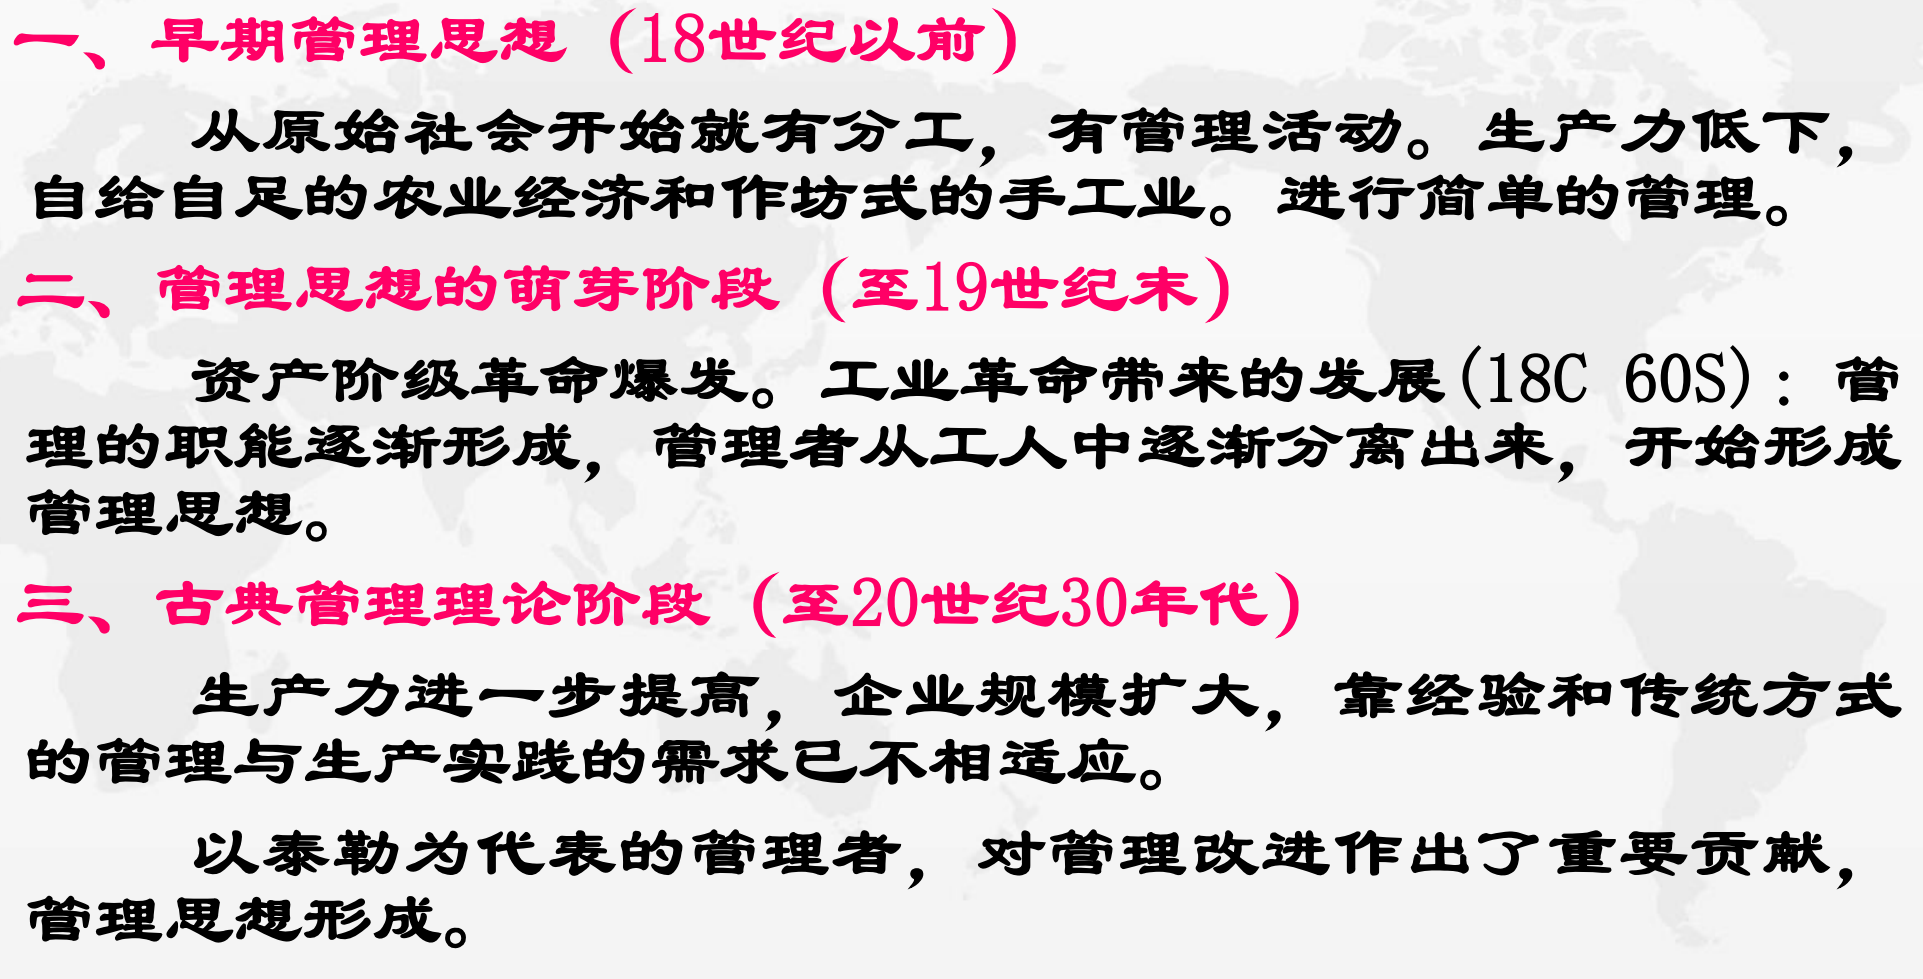 一、早期管理思想（18世纪以前）
从原始社会开始就有分工，有管理活动。生产力低下，
自给自足的农业经济和作坊式的手工业。进行简单的管理。
二、管理思想的萌芽阶段（至19世纪末）
资产阶级革命爆发。工业革命带来的发展(18C 60S)：管
理的职能逐渐形成，管理者从工人中逐渐分离出来，开始形成
管理思想。
三、古典管理理论阶段（至20世纪30年代）
生产力进一步提高，企业规模扩大，靠经验和传统方式
的管理与生产实践的需求已不相适应。
以泰勒为代表的管理者，对管理改进作出了重要贡献，
管理思想形成。